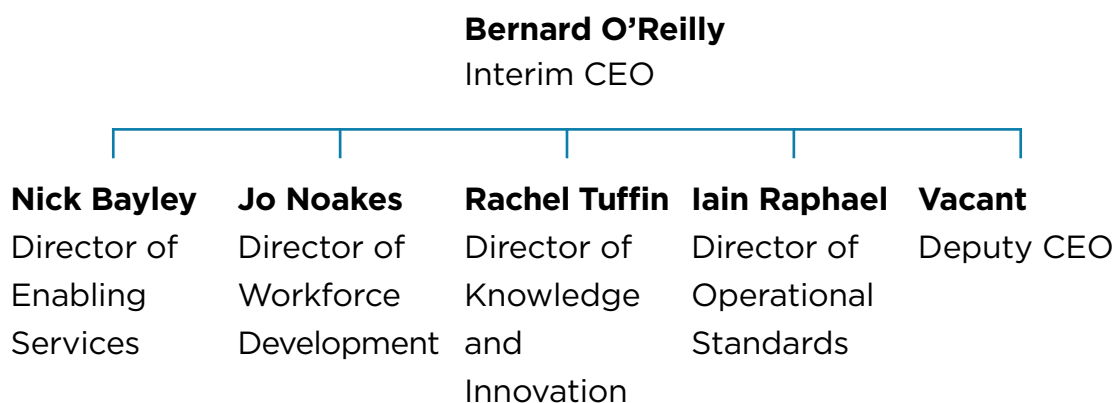 Bernard O’Reilly
Interim CEO
Nick Bayley
Director of
Enabling
Services
Jo Noakes
Director of
Workforce
Development
Rachel Tuffin
Director of
Knowledge
and
Innovation
Iain Raphael
Director of
Operational
Standards
Vacant
Deputy CEO